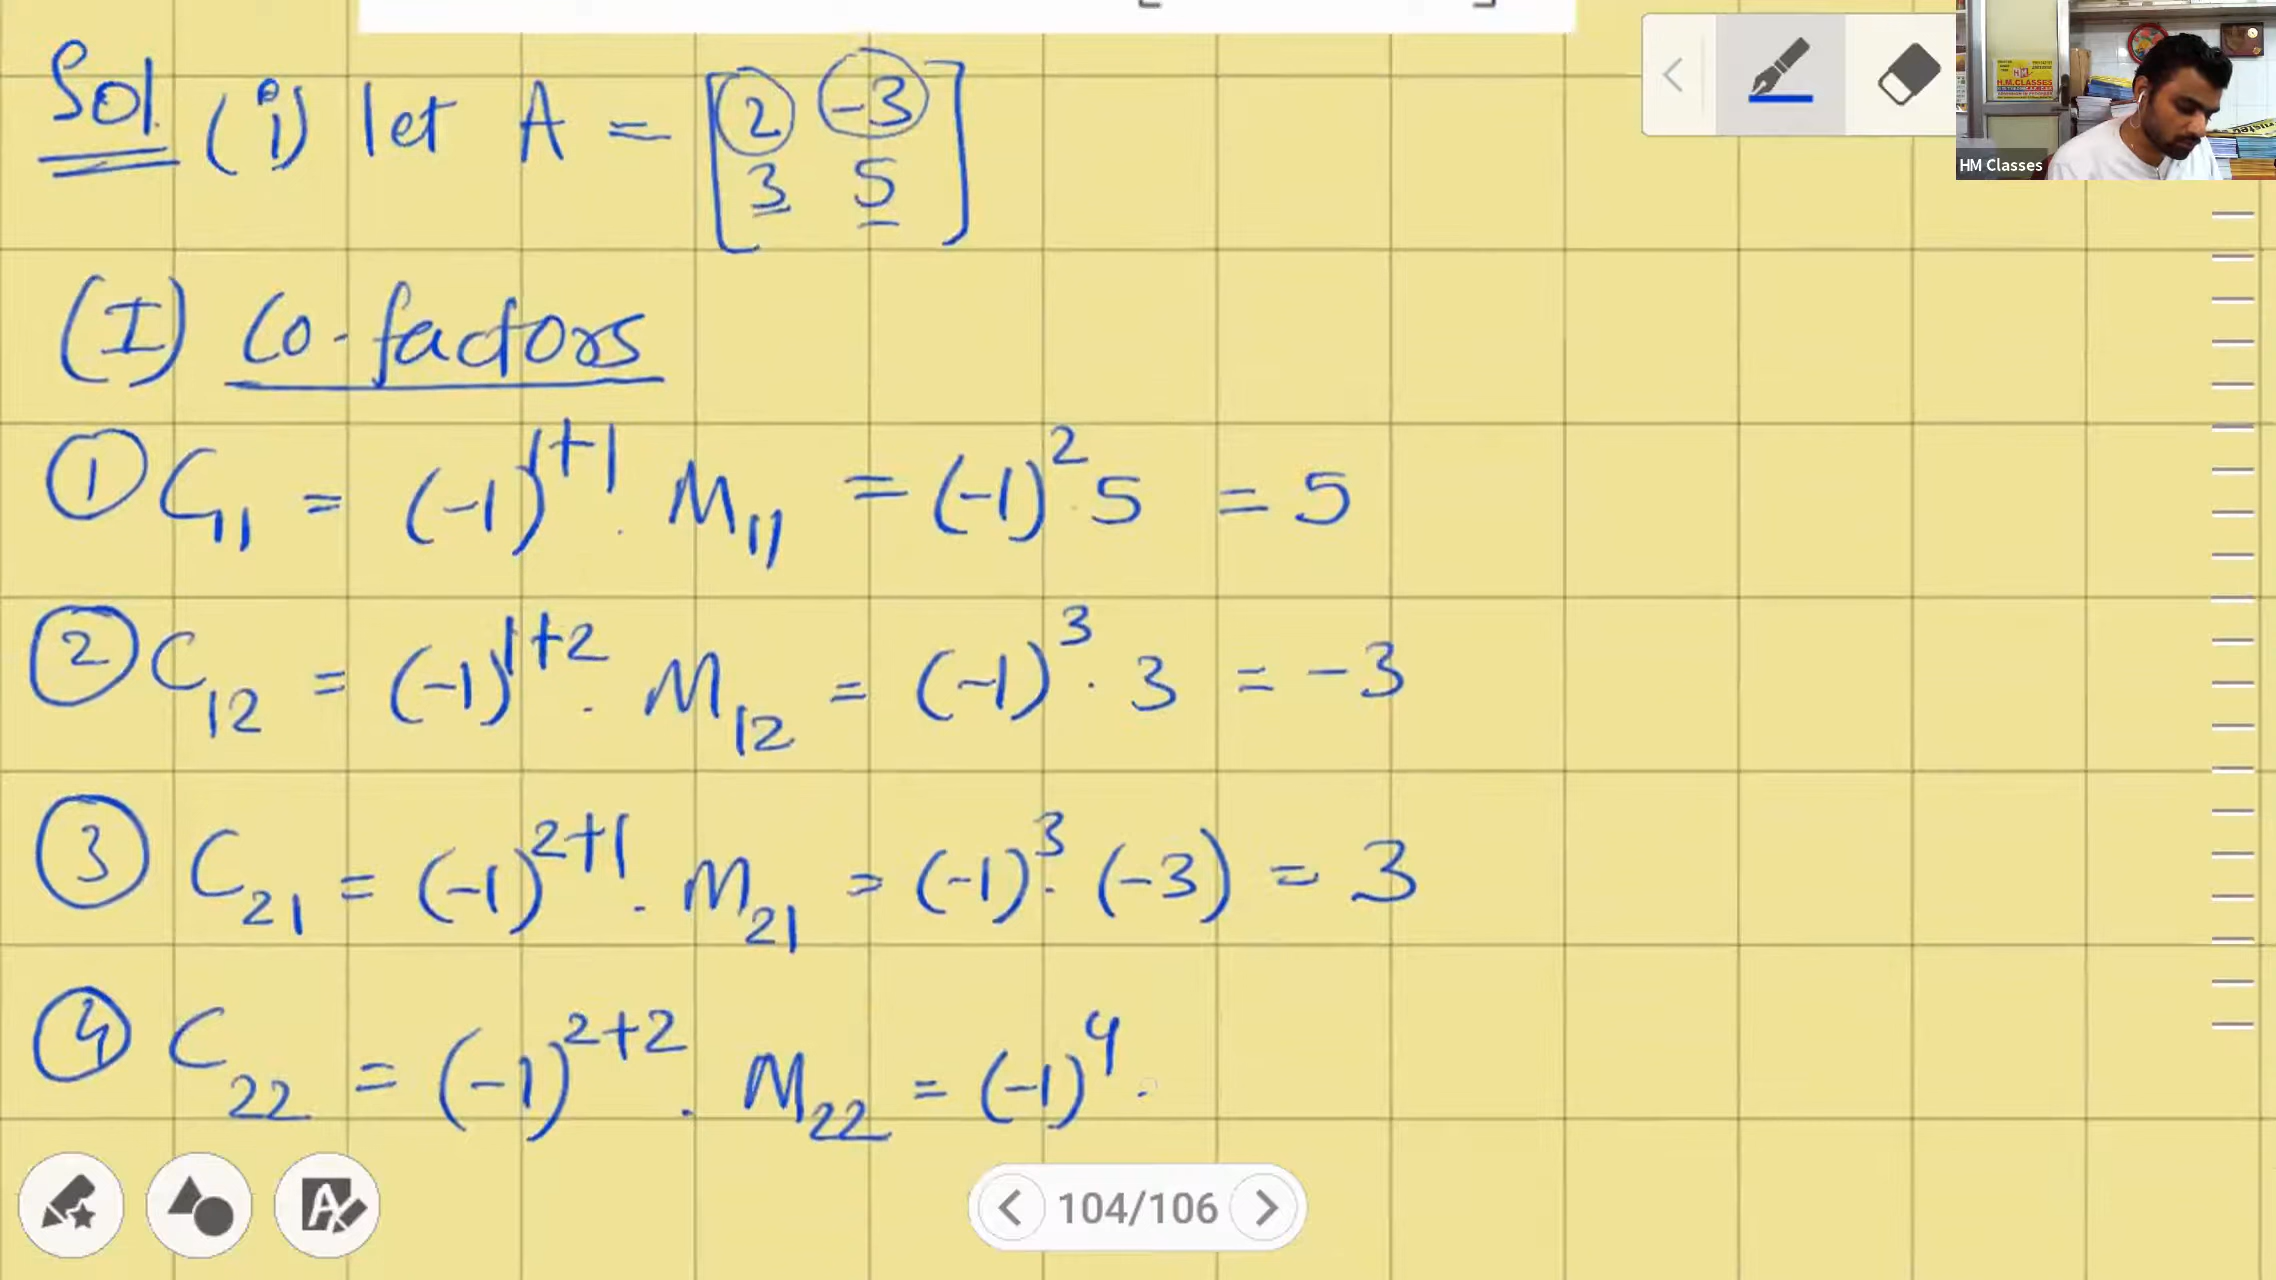 Sol. (i) let A = [2 -3
3 5]
HM Classes
(I) Co-factors
① C₁₁ = (-1)¹⁺¹ . M₁₁ = (-1)² . 5 = 5
② C₁₂ = (-1)¹⁺² . M₁₂ = (-1)³ . 3 = -3
③ C₂₁ = (-1)²⁺¹ . M₂₁ = (-1)³ . (-3) = 3
④ C₂₂ = (-1)²⁺² . M₂₂ = (-1)⁴ .
104/106